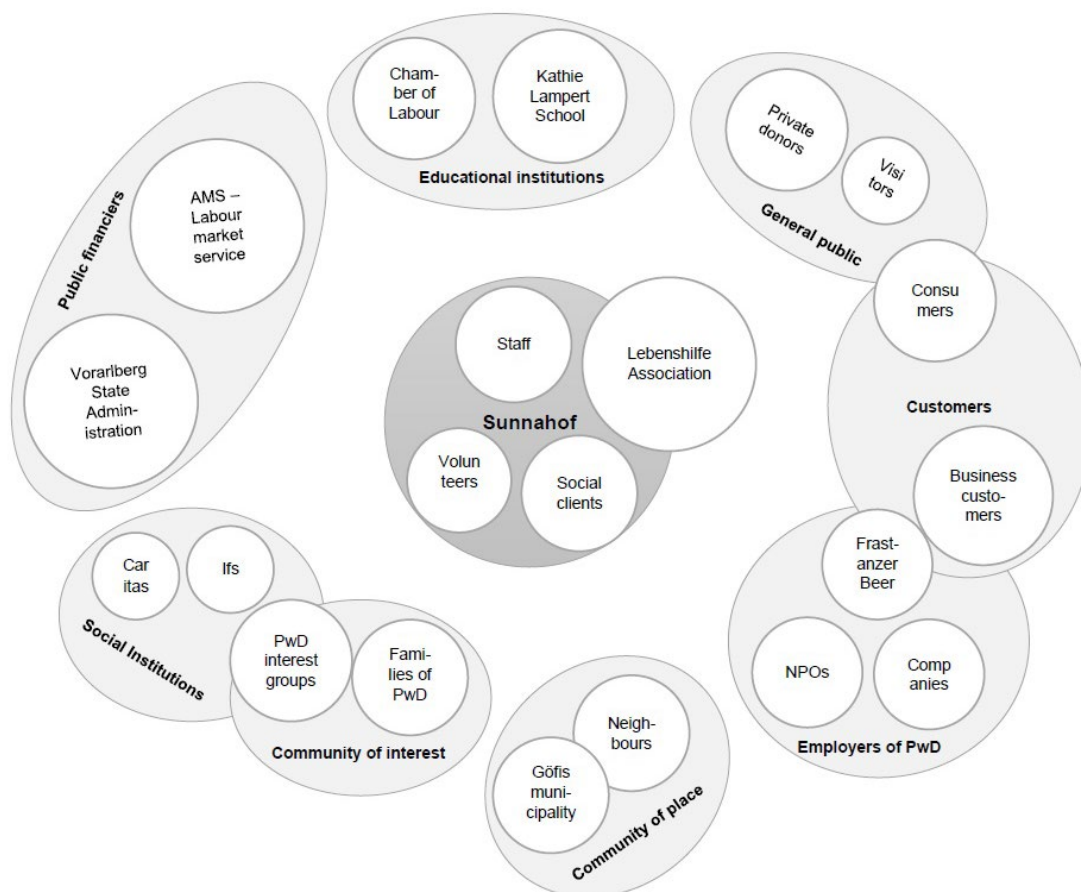 Cham-
ber of
Labour
Kathie
Lampert
School
Educational institutions
Private
donors
Visi
tors
General public
AMS –
Labour
market
service
Public financiers
Vorarlberg
State
Admin-
istration
Staff
Lebenshilfe
Association
Sunnahof
Volun
teers
Social
clients
Consu
mers
Customers
Business
custo-
mers
Frast-
anzer
Beer
NPOs
Comp
anies
Employers of PwD
Car
itas
Ifs
Social Institutions
PwD
interest
groups
Fami-
lies of
PwD
Community of interest
Neigh-
bours
Göfis
muni-
cipality
Community of place